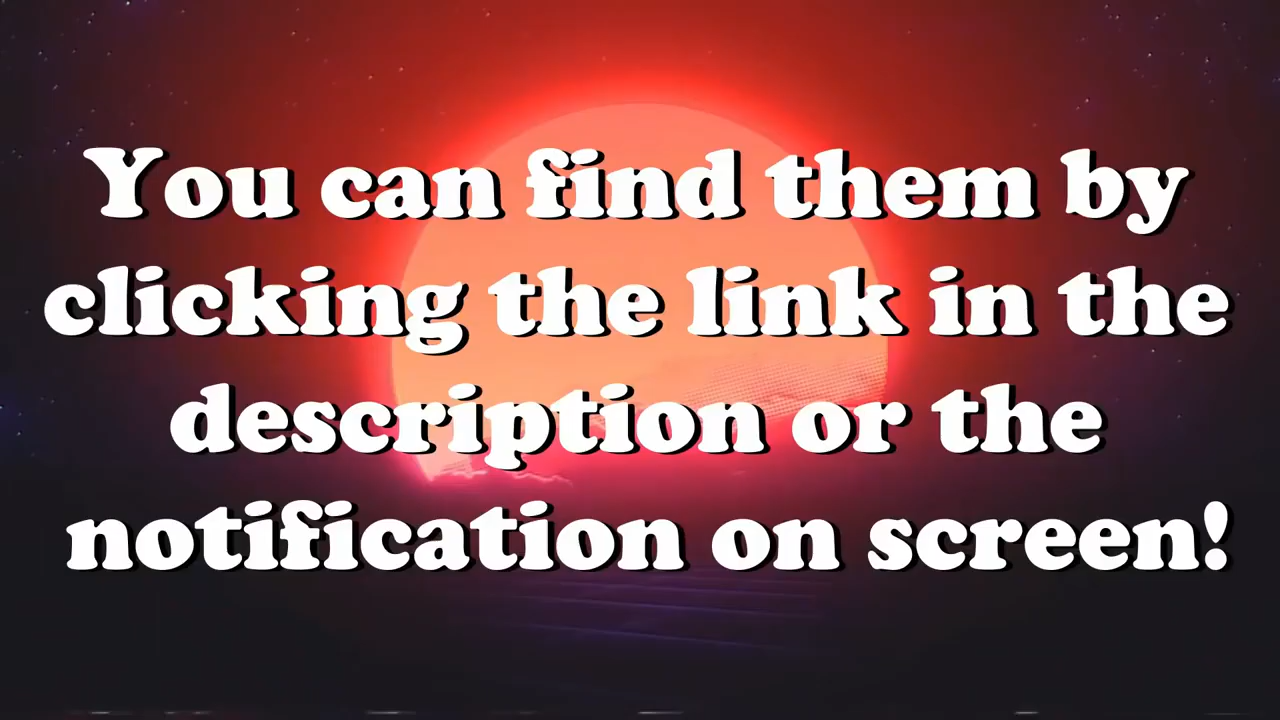 You can find them by
clicking the link in the
description or the
notification on screen!